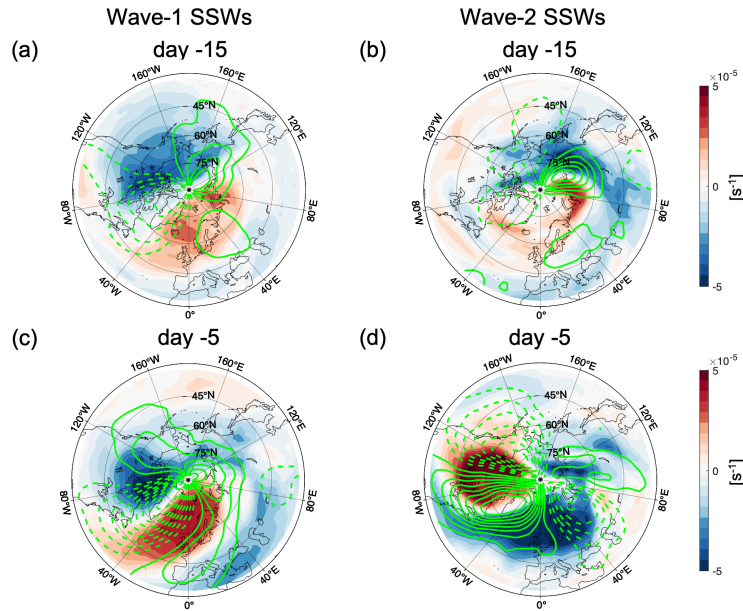 Wave-1 SSWs Wave-2 SSWs
(a) day -15 (b) day -15
160°W 160°E 160°W 160°E
×10⁻⁵
120°W 45°N 120°E 120°W 45°N 120°E 5
60°N 60°N
75°N 75°N
0 [s⁻¹]
80°W 80°E 80°W 80°E
40°W 40°E 40°W 40°E -5
0° 0°
(c) day -5 (d) day -5
160°W 160°E 160°W 160°E
×10⁻⁵
120°W 45°N 120°E 120°W 45°N 120°E 5
60°N 60°N
75°N 75°N
0 [s⁻¹]
80°W 80°E 80°W 80°E
40°W 40°E 40°W 40°E -5
0° 0°